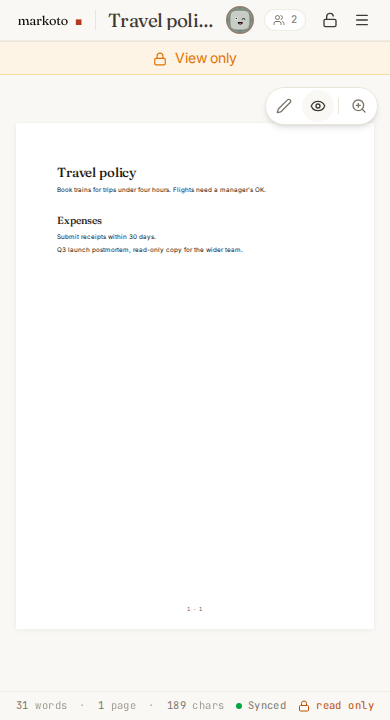 markoto
Travel poli...
2
View only
Travel policy
Book trains for trips under four hours. Flights need a manager's OK.
Expenses
Submit receipts within 30 days.
Q3 launch postmortem, read-only copy for the wider team.
1 · 1
31 words · 1 page · 189 chars Synced read only